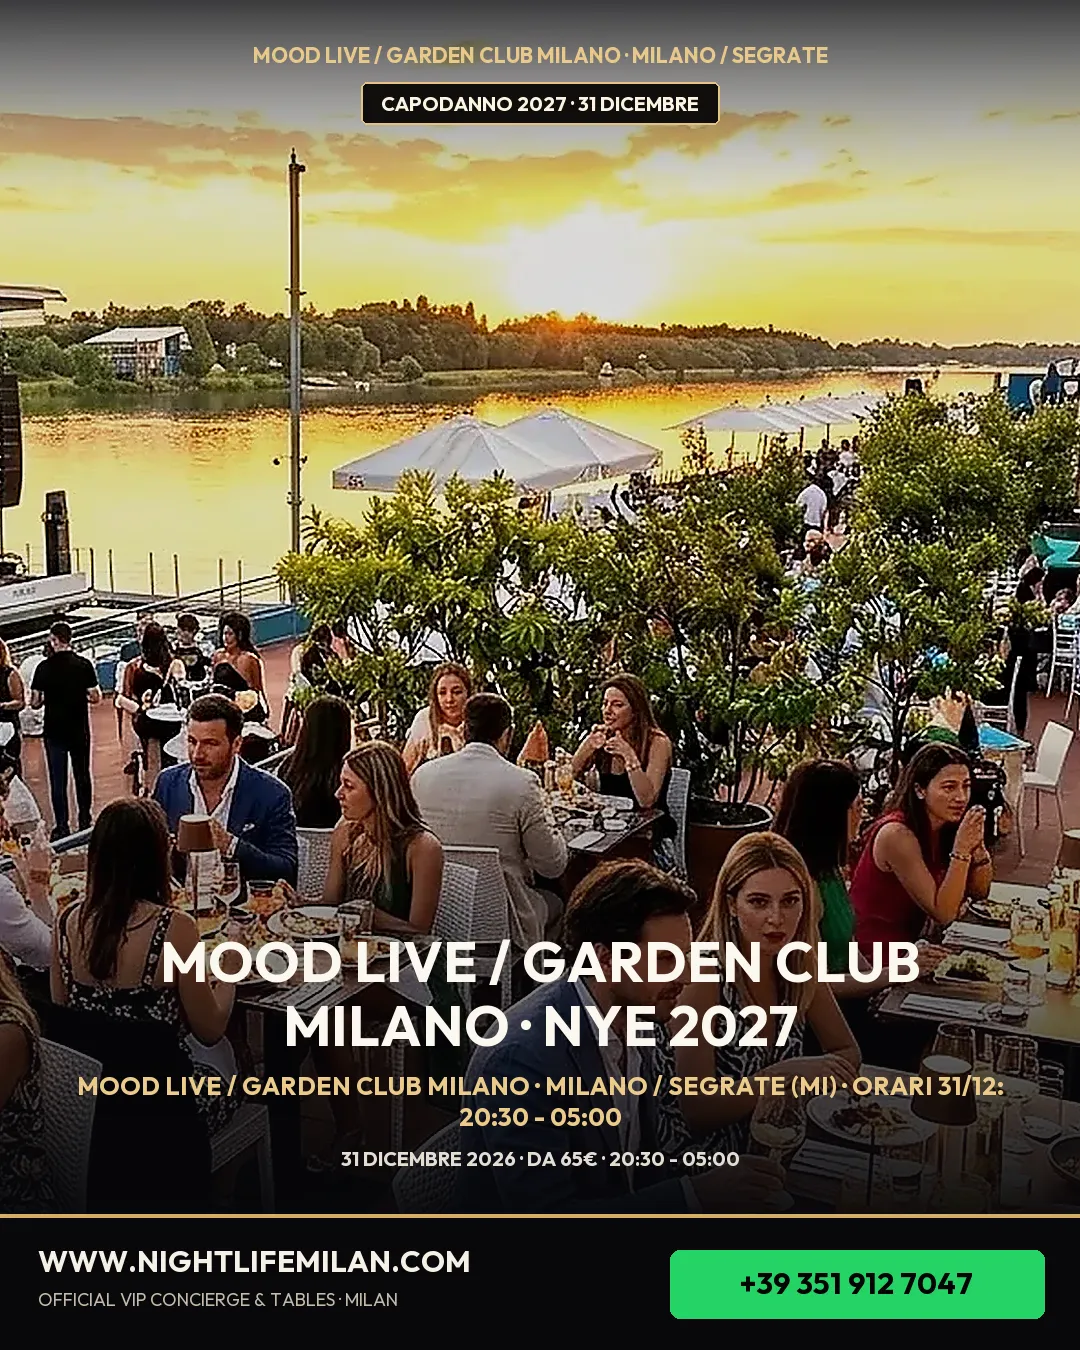 MOOD LIVE / GARDEN CLUB MILANO · MILANO / SEGRATE
CAPODANNO 2027 · 31 DICEMBRE
MOOD LIVE / GARDEN CLUB
MILANO · NYE 2027
MOOD LIVE / GARDEN CLUB MILANO · MILANO / SEGRATE (MI) · ORARI 31/12:
20:30 - 05:00
31 DICEMBRE 2026 · DA 65€ · 20:30 - 05:00
WWW.NIGHTLIFEMILAN.COM
OFFICIAL VIP CONCIERGE & TABLES · MILAN
+39 351 912 7047